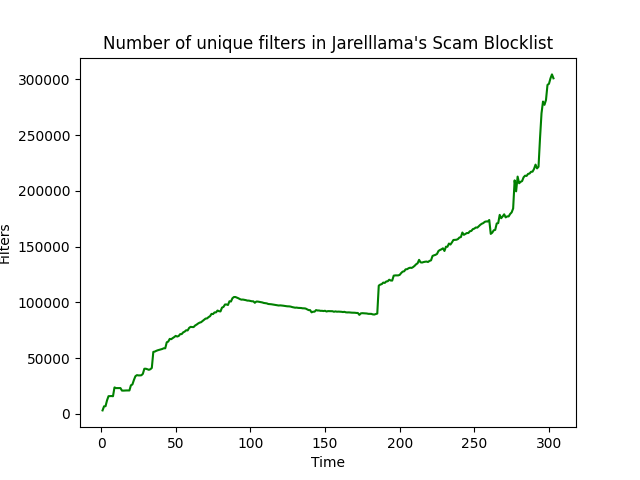 Number of unique filters in Jarelllama's Scam Blocklist
300000
250000
200000
150000
100000
50000
0
Filters
0 50 100 150 200 250 300
Time